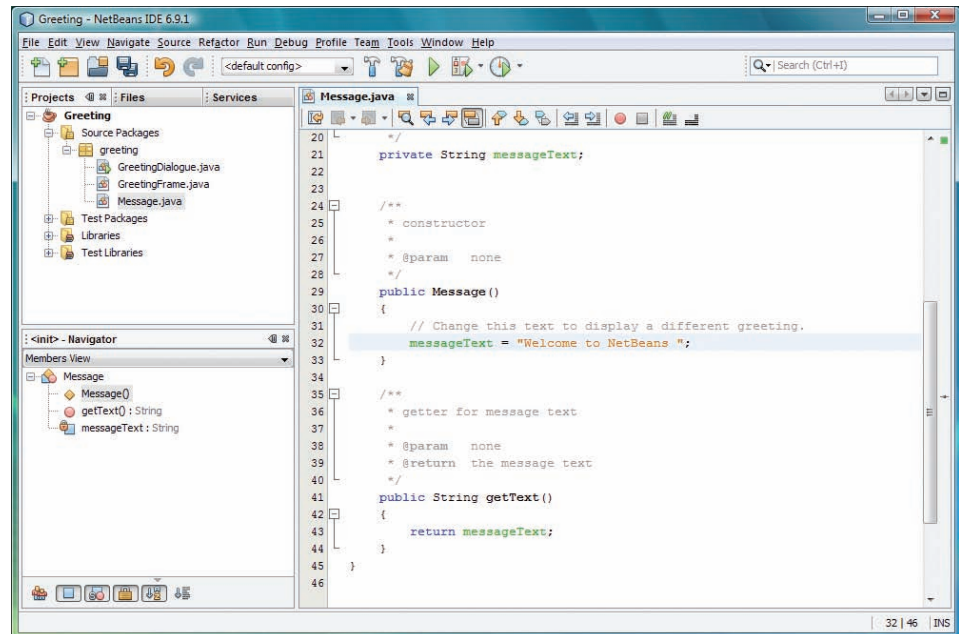 Greeting - NetBeans IDE 6.9.1
File Edit View Navigate Source Refactor Run Debug Profile Team Tools Window Help
<default config>
Search (Ctrl+I)
Projects Files Services
Greeting
Source Packages
greeting
GreetingDialogue.java
GreetingFrame.java
Message.java
Test Packages
Libraries
Test Libraries
<init> - Navigator
Members View
Message
Message()
getText() : String
messageText : String
Message.java
20 */
21 private String messageText;
22
23
24 /**
25 * constructor
26 *
27 * @param none
28 */
29 public Message()
30 {
31 // Change this text to display a different greeting.
32 messageText = "Welcome to NetBeans ";
33 }
34
35 /**
36 * getter for message text
37 *
38 * @param none
39 * @return the message text
40 */
41 public String getText()
42 {
43 return messageText;
44 }
45 }
46
32 | 46 INS